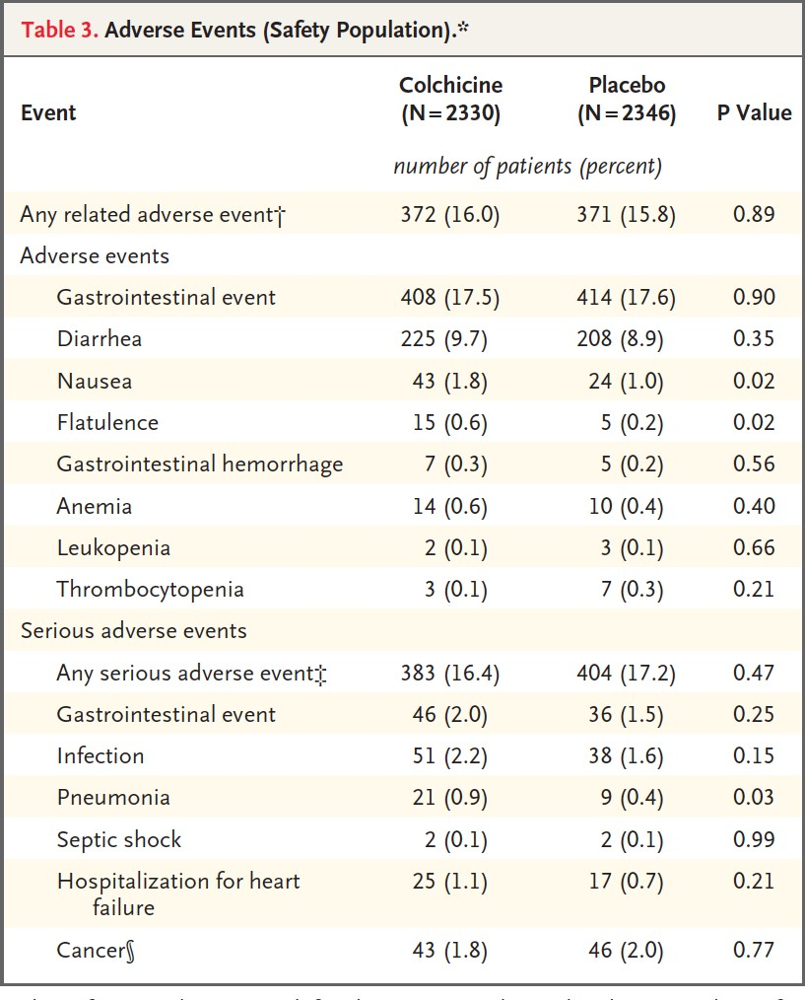 Table 3. Adverse Events (Safety Population).*
Event Colchicine (N=2330) Placebo (N=2346) P Value
number of patients (percent)
Any related adverse event† 372 (16.0) 371 (15.8) 0.89
Adverse events
Gastrointestinal event 408 (17.5) 414 (17.6) 0.90
Diarrhea 225 (9.7) 208 (8.9) 0.35
Nausea 43 (1.8) 24 (1.0) 0.02
Flatulence 15 (0.6) 5 (0.2) 0.02
Gastrointestinal hemorrhage 7 (0.3) 5 (0.2) 0.56
Anemia 14 (0.6) 10 (0.4) 0.40
Leukopenia 2 (0.1) 3 (0.1) 0.66
Thrombocytopenia 3 (0.1) 7 (0.3) 0.21
Serious adverse events
Any serious adverse event‡ 383 (16.4) 404 (17.2) 0.47
Gastrointestinal event 46 (2.0) 36 (1.5) 0.25
Infection 51 (2.2) 38 (1.6) 0.15
Pneumonia 21 (0.9) 9 (0.4) 0.03
Septic shock 2 (0.1) 2 (0.1) 0.99
Hospitalization for heart 25 (1.1) 17 (0.7) 0.21
failure
Cancer§ 43 (1.8) 46 (2.0) 0.77